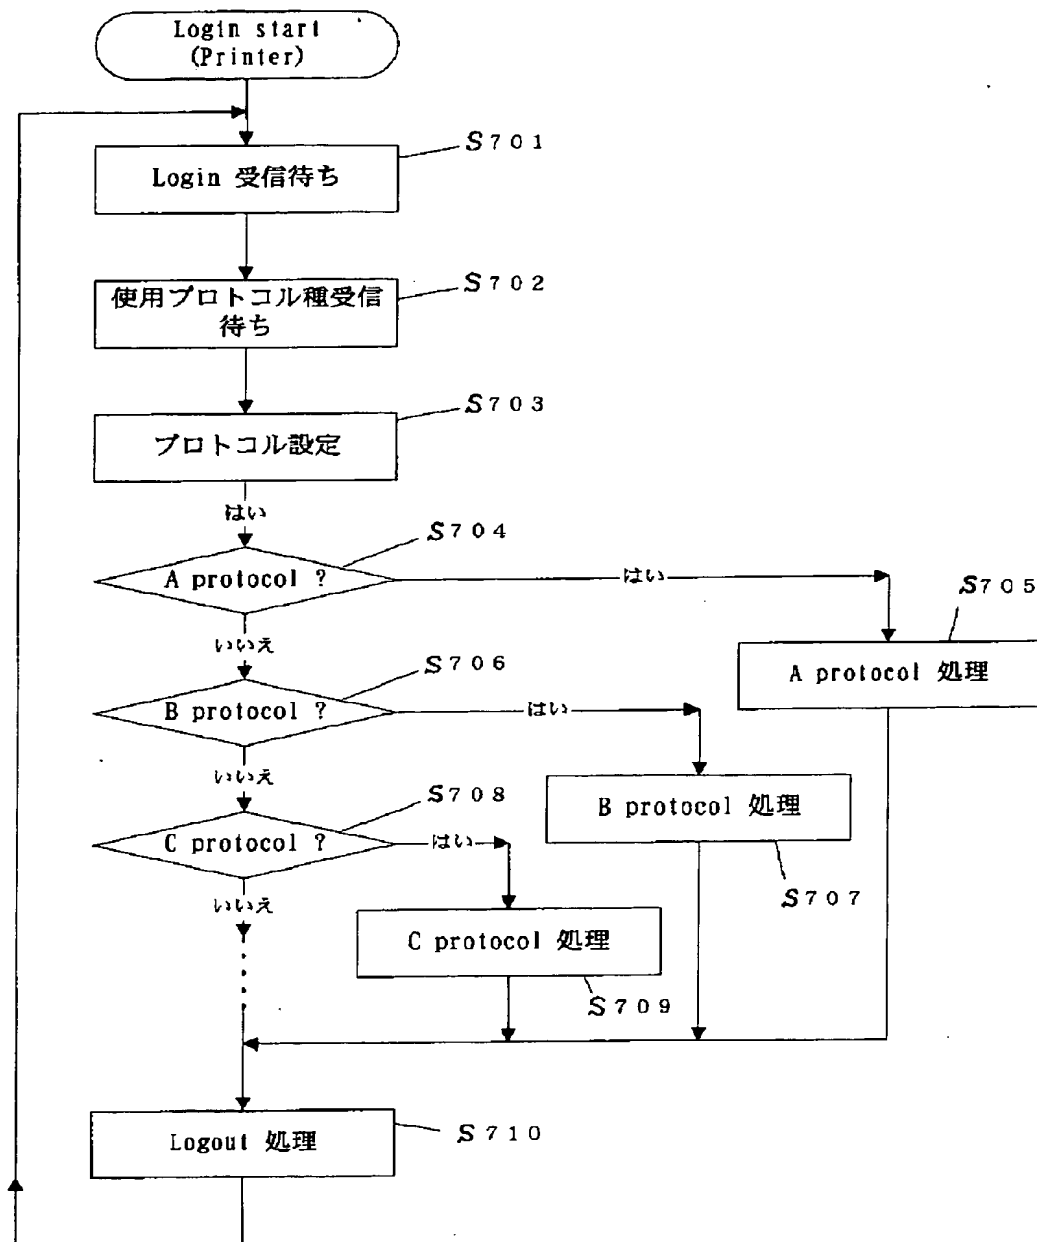 Login start
(Printer)
S701
Login 受信待ち
S702
使用プロトコル種受信
待ち
S703
プロトコル設定
はい
S704
A protocol ?
はい
S705
いいえ
A protocol 処理
S706
B protocol ?
はい
いいえ
S708
B protocol 処理
C protocol ?
はい
S707
いいえ
C protocol 処理
S709
Logout 処理
S710